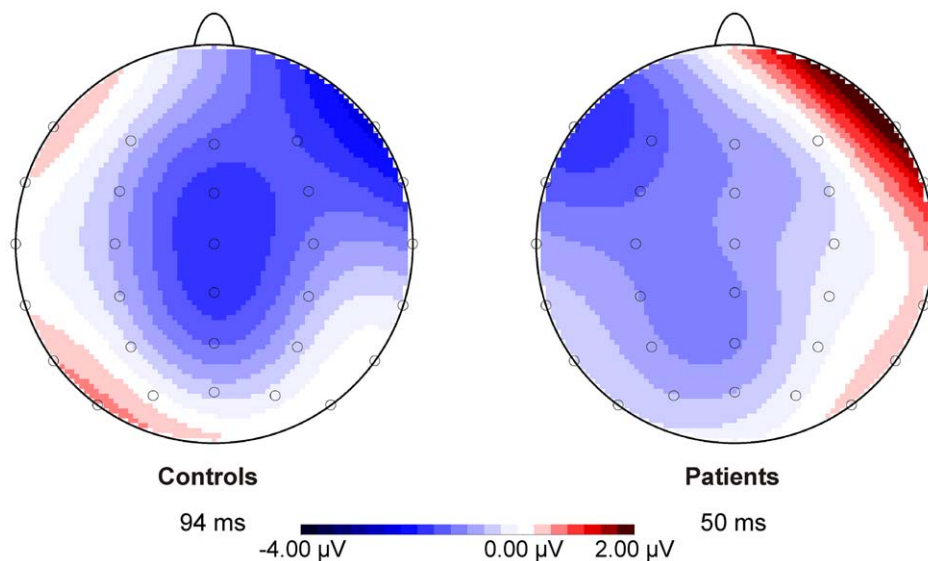 Controls
Patients
94 ms
50 ms
-4.00 µV
0.00 µV
2.00 µV